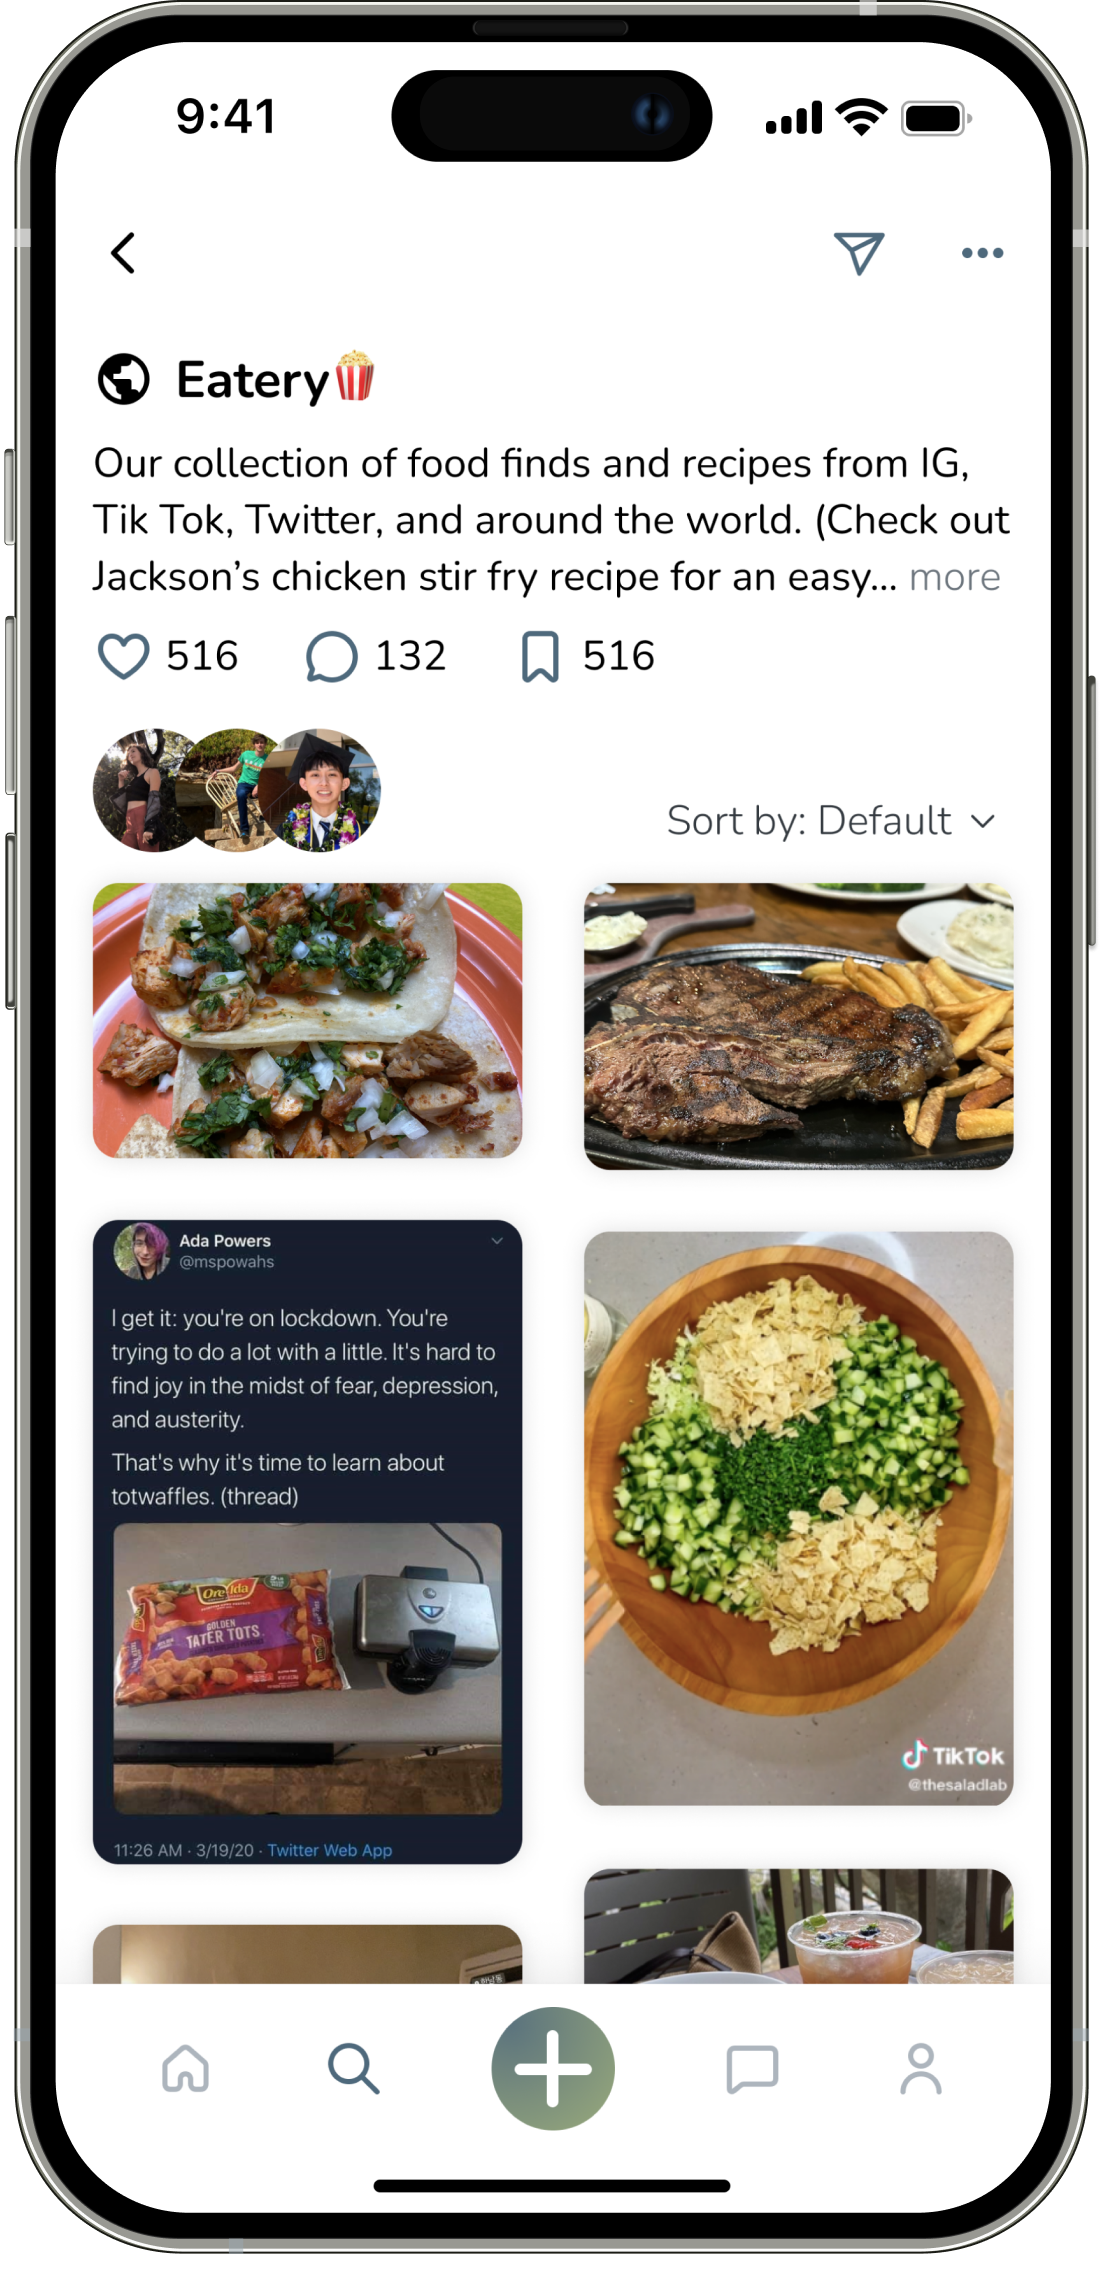 9:41
Eatery🍿
Our collection of food finds and recipes from IG,
Tik Tok, Twitter, and around the world. (Check out
Jackson’s chicken stir fry recipe for an easy... more
516 132 516
Sort by: Default
Ada Powers
@mspowahs
I get it: you're on lockdown. You're
trying to do a lot with a little. It's hard to
find joy in the midst of fear, depression,
and austerity.
That's why it's time to learn about
totwaffles. (thread)
Ore Ida
GOLDEN
TATER TOTS
11:26 AM · 3/19/20 · Twitter Web App
TikTok
@thesaladlab